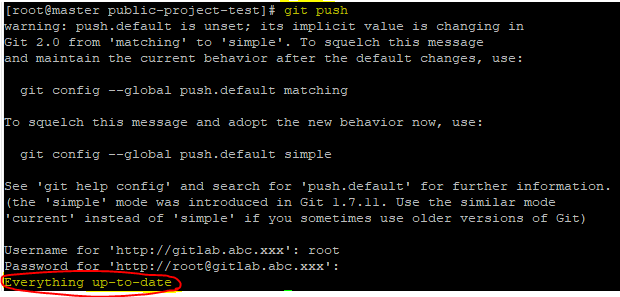 [root@master public-project-test]# git push
warning: push.default is unset; its implicit value is changing in
Git 2.0 from 'matching' to 'simple'. To squelch this message
and maintain the current behavior after the default changes, use:
git config --global push.default matching
To squelch this message and adopt the new behavior now, use:
git config --global push.default simple
See 'git help config' and search for 'push.default' for further information.
(the 'simple' mode was introduced in Git 1.7.11. Use the similar mode
'current' instead of 'simple' if you sometimes use older versions of Git)
Username for 'http://gitlab.abc.xxx': root
Password for 'http://root@gitlab.abc.xxx':
Everything up-to-date